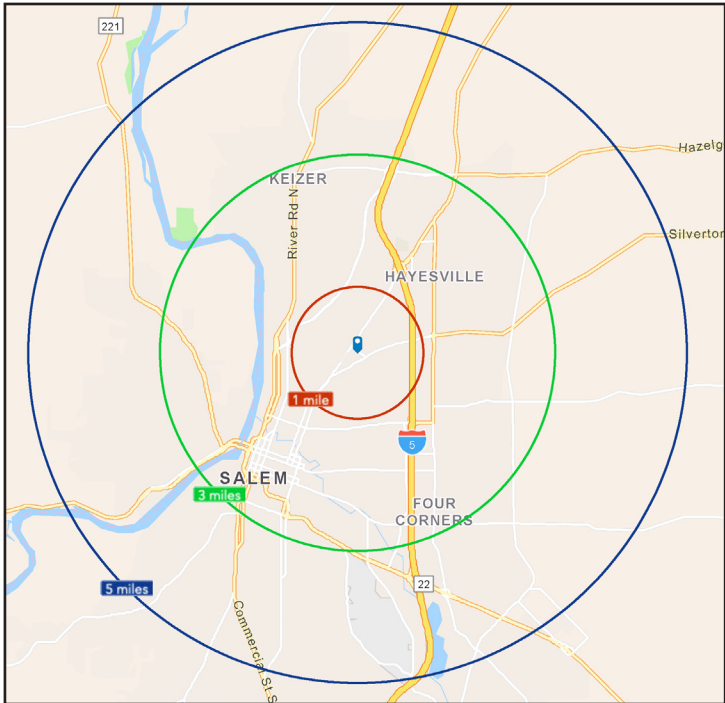 221
Hazelg
KEIZER
River Rd N
Silverton
HAYESVILLE
1 mile
5
SALEM
3 miles
FOUR
CORNERS
5 miles
22
Commercial St S